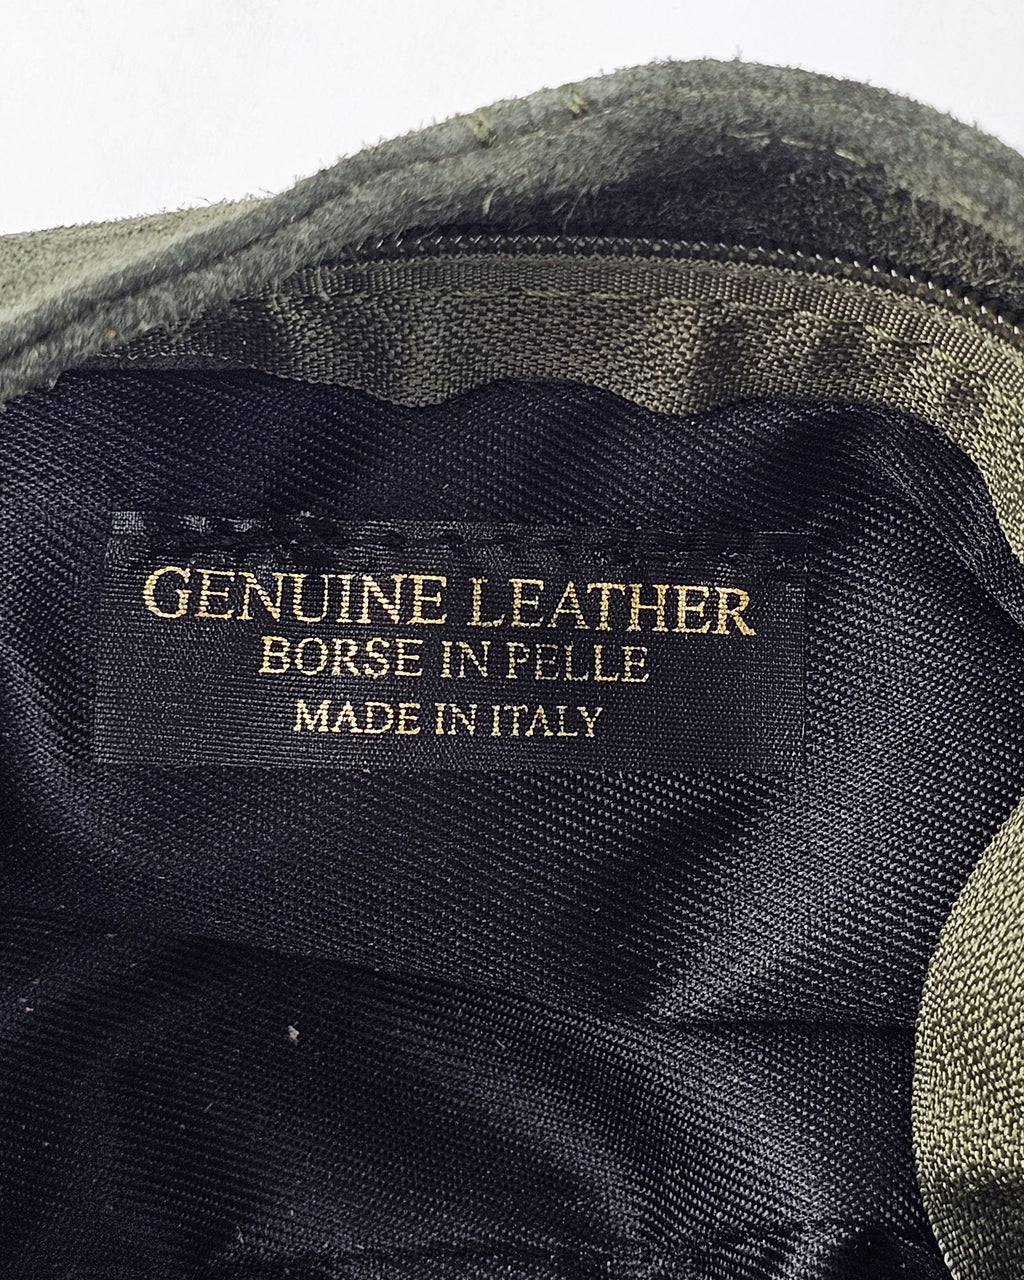 GENUINE LEATHER
BORSE IN PELLE
MADE IN ITALY